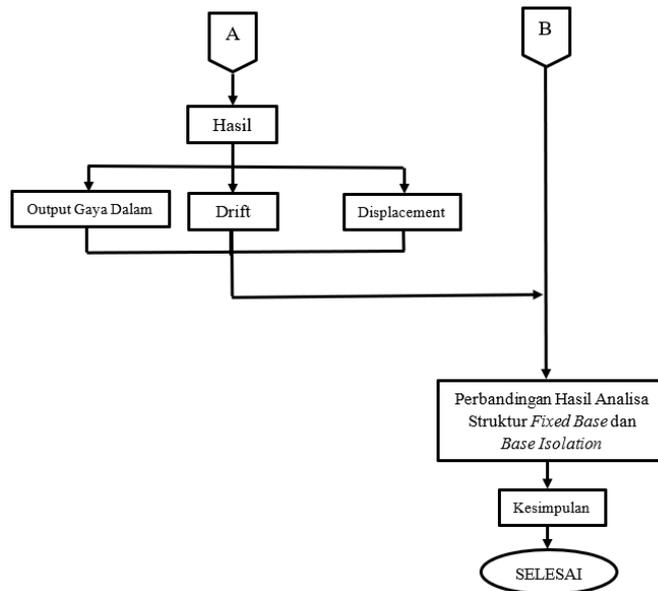 A
B
Hasil
Output Gaya Dalam
Drift
Displacement
Perbandingan Hasil Analisa
Struktur Fixed Base dan
Base Isolation
Kesimpulan
SELESAI